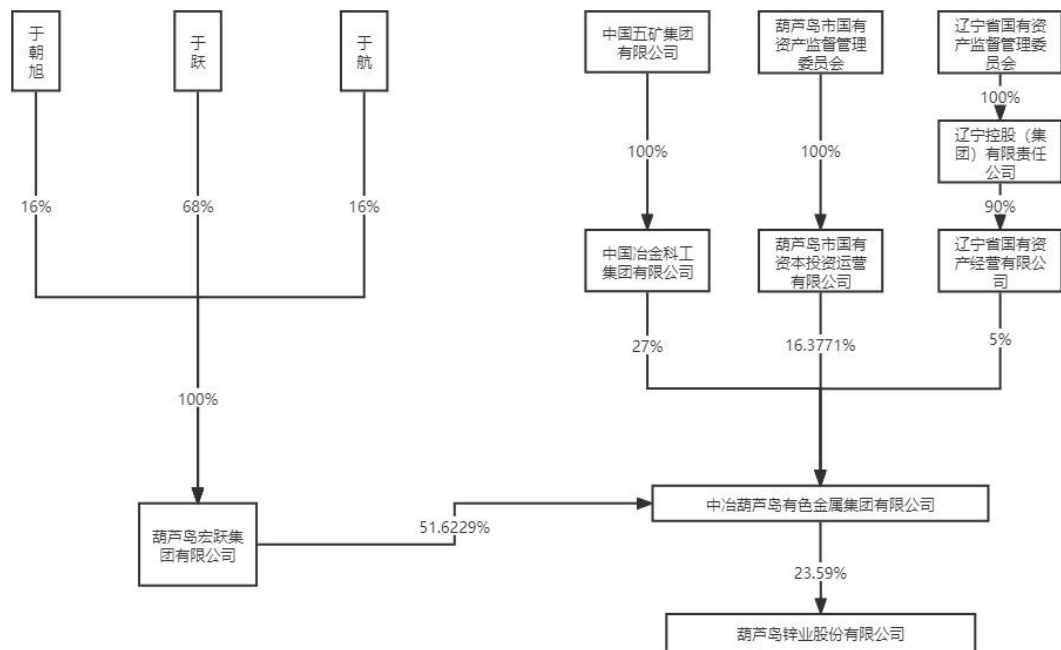 于
朝
旭
于
跃
于
航
中国五矿集团
有限公司
葫芦岛市国有
资产监督管理
委员会
辽宁省国有资
产监督管理委
员会
100%
辽宁控股（集
团）有限责任
公司
100%
100%
16%
68%
16%
90%
中国冶金科工
集团有限公司
葫芦岛市国有
资本投资运营
有限公司
辽宁省国有资
产经营有限公
司
27%
16.3771%
5%
100%
葫芦岛宏跃集
团有限公司
51.6229%
中冶葫芦岛有色金属集团有限公司
23.59%
葫芦岛锌业股份有限公司